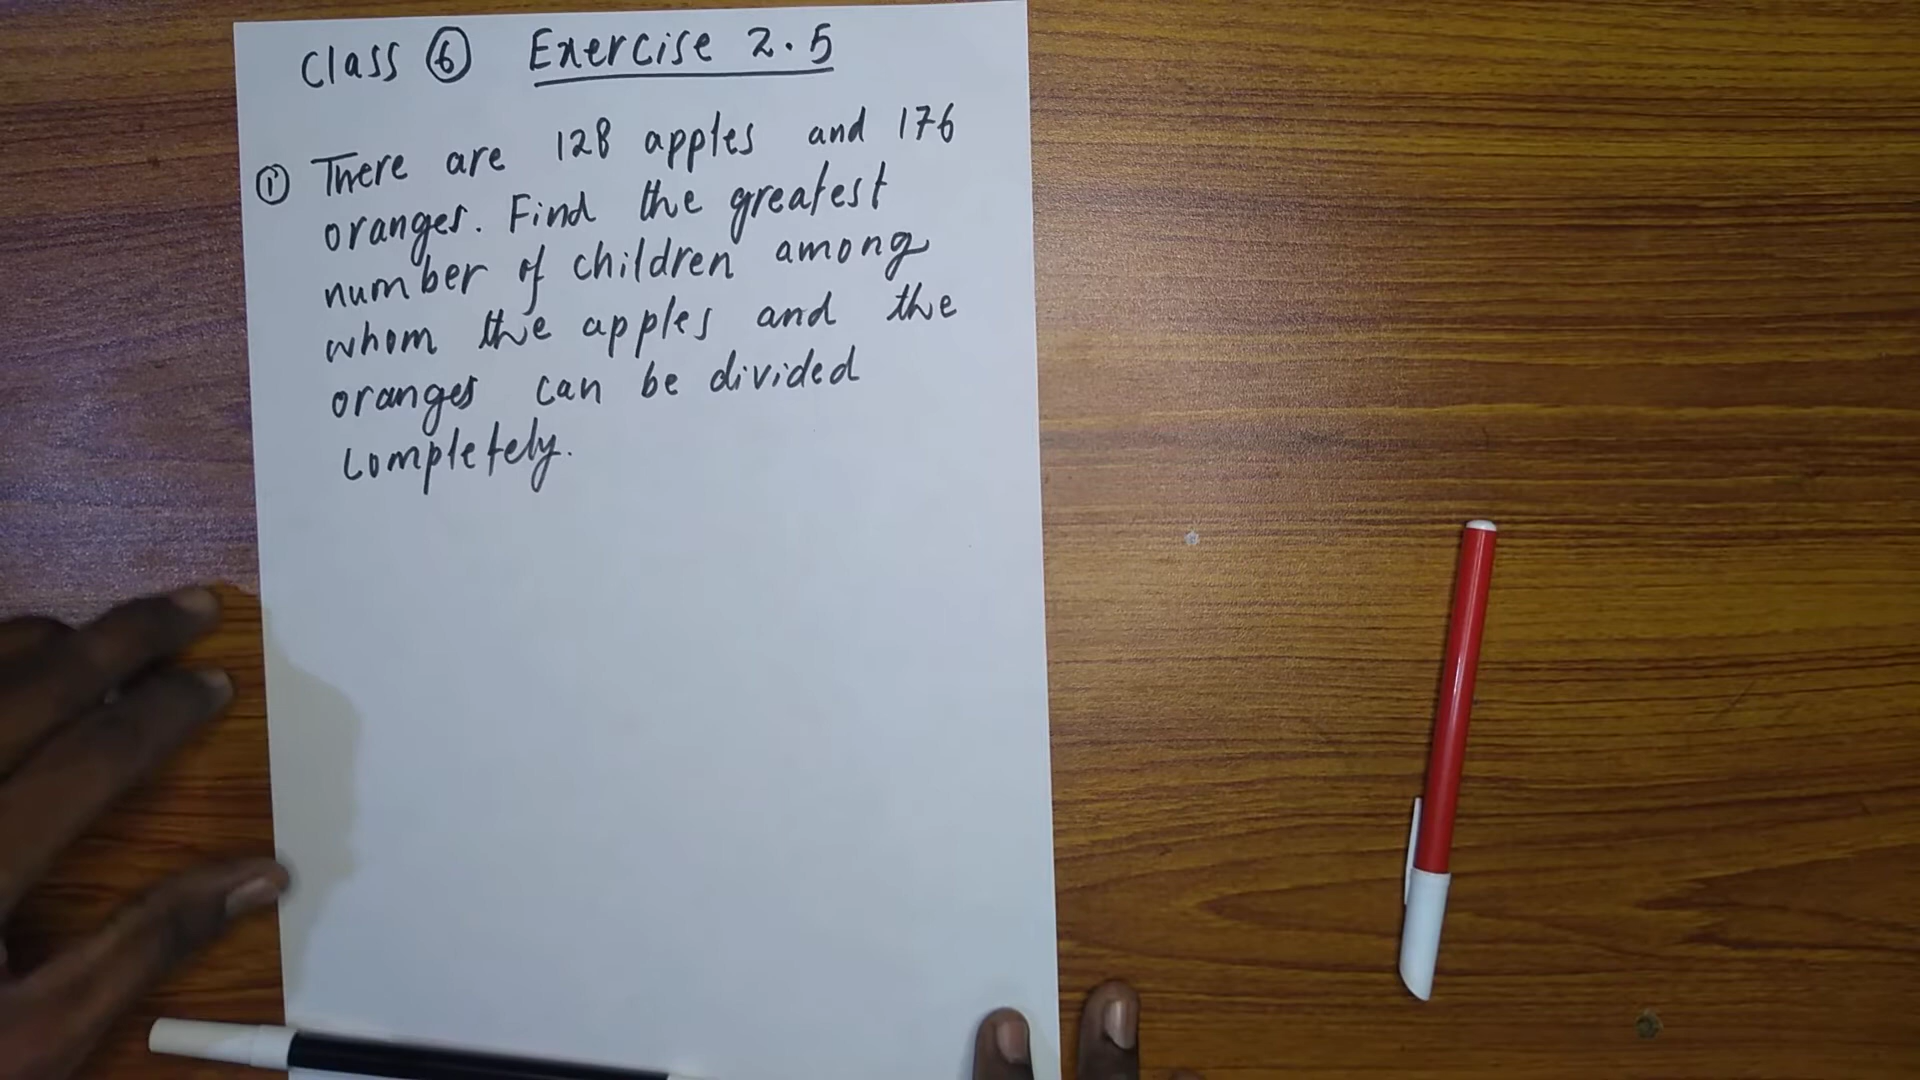 Class 6 Exercise 2.5
1 There are 128 apples and 176
oranges. Find the greatest
number of children among
whom the apples and the
oranges can be divided
completely.